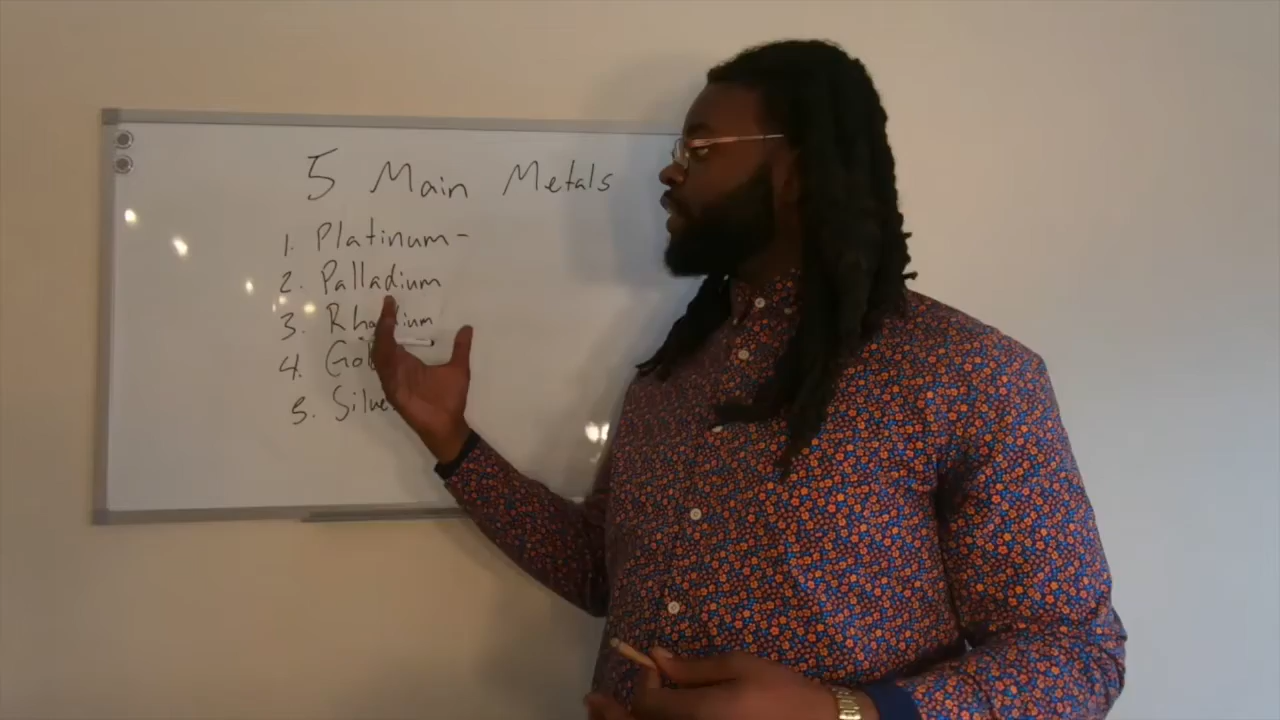 5 Main Metals
1. Platinum -
2. Palladium
3. Rhodium
4. Gol
5. Silve